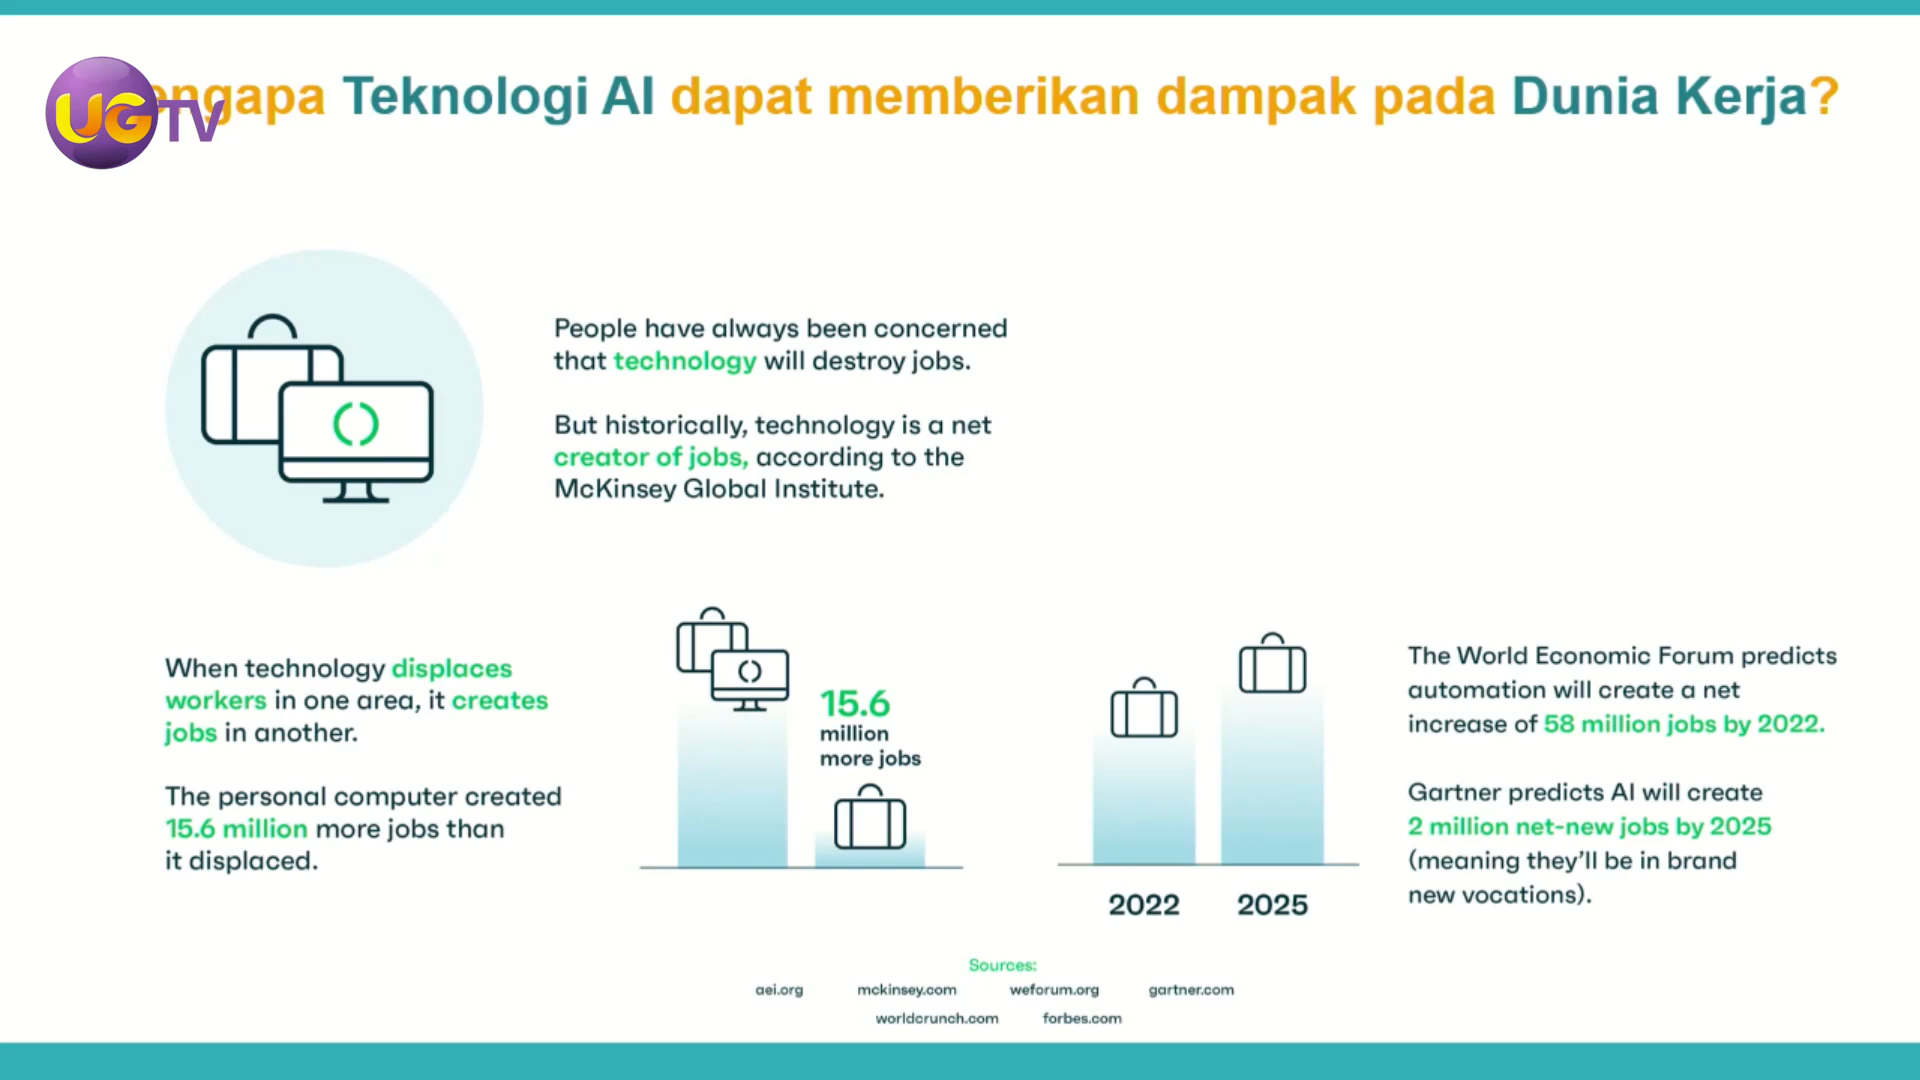 UGTV
engapa Teknologi AI dapat memberikan dampak pada Dunia Kerja?
People have always been concerned
that technology will destroy jobs.
But historically, technology is a net
creator of jobs, according to the
McKinsey Global Institute.
When technology displaces
workers in one area, it creates
jobs in another.
The personal computer created
15.6 million more jobs than
it displaced.
15.6
million
more jobs
2022 2025
The World Economic Forum predicts
automation will create a net
increase of 58 million jobs by 2022.
Gartner predicts AI will create
2 million net-new jobs by 2025
(meaning they'll be in brand
new vocations).
Sources:
aei.org mckinsey.com weforum.org gartner.com
worldcrunch.com forbes.com